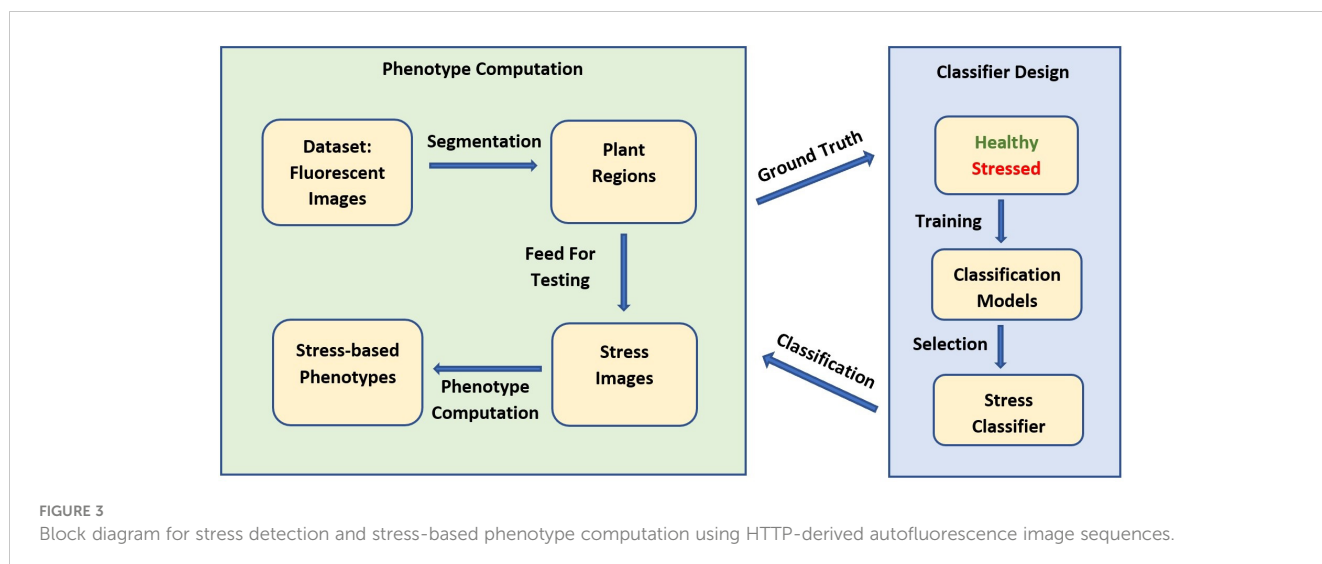 Phenotype Computation
Dataset:
Fluorescent
Images
Segmentation
Plant
Regions
Feed For
Testing
Stress
Images
Phenotype
Computation
Stress-based
Phenotypes
Ground Truth
Classification
Classifier Design
Healthy
Stressed
Training
Classification
Models
Selection
Stress
Classifier
FIGURE 3
Block diagram for stress detection and stress-based phenotype computation using HTTP-derived autofluorescence image sequences.